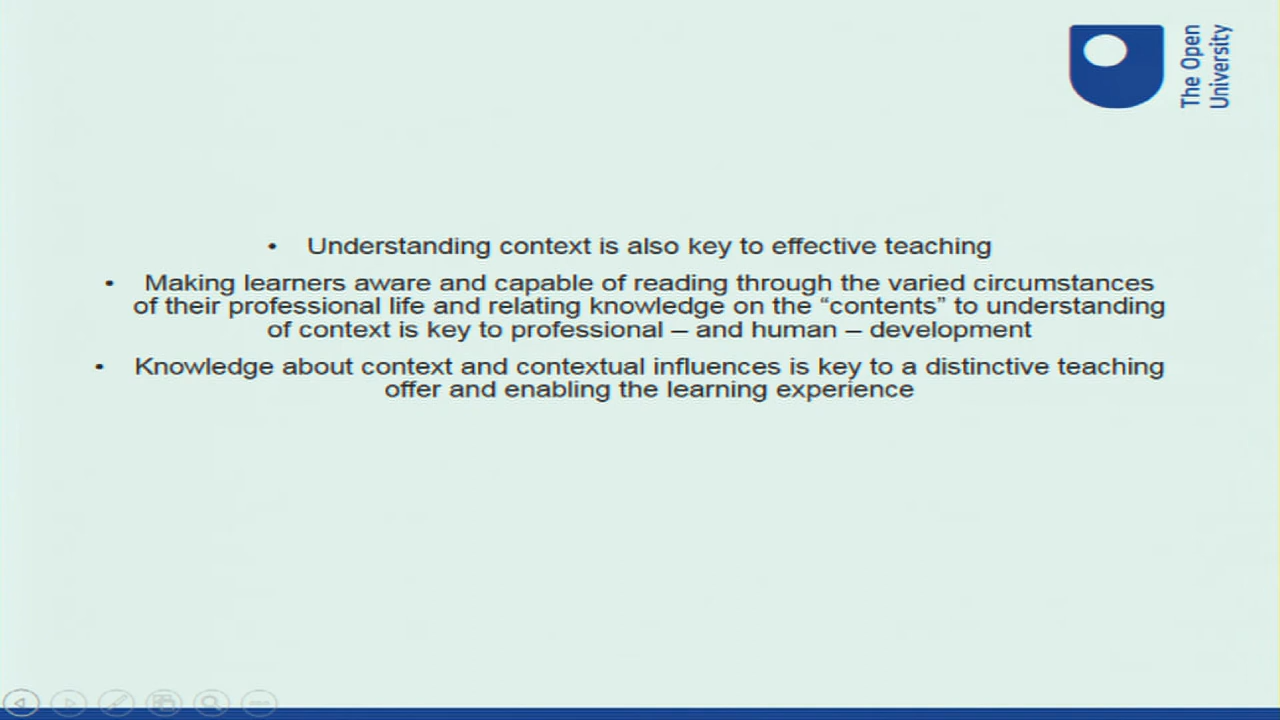 The Open
University
• Understanding context is also key to effective teaching
• Making learners aware and capable of reading through the varied circumstances
of their professional life and relating knowledge on the “contents” to understanding
of context is key to professional – and human – development
• Knowledge about context and contextual influences is key to a distinctive teaching
offer and enabling the learning experience